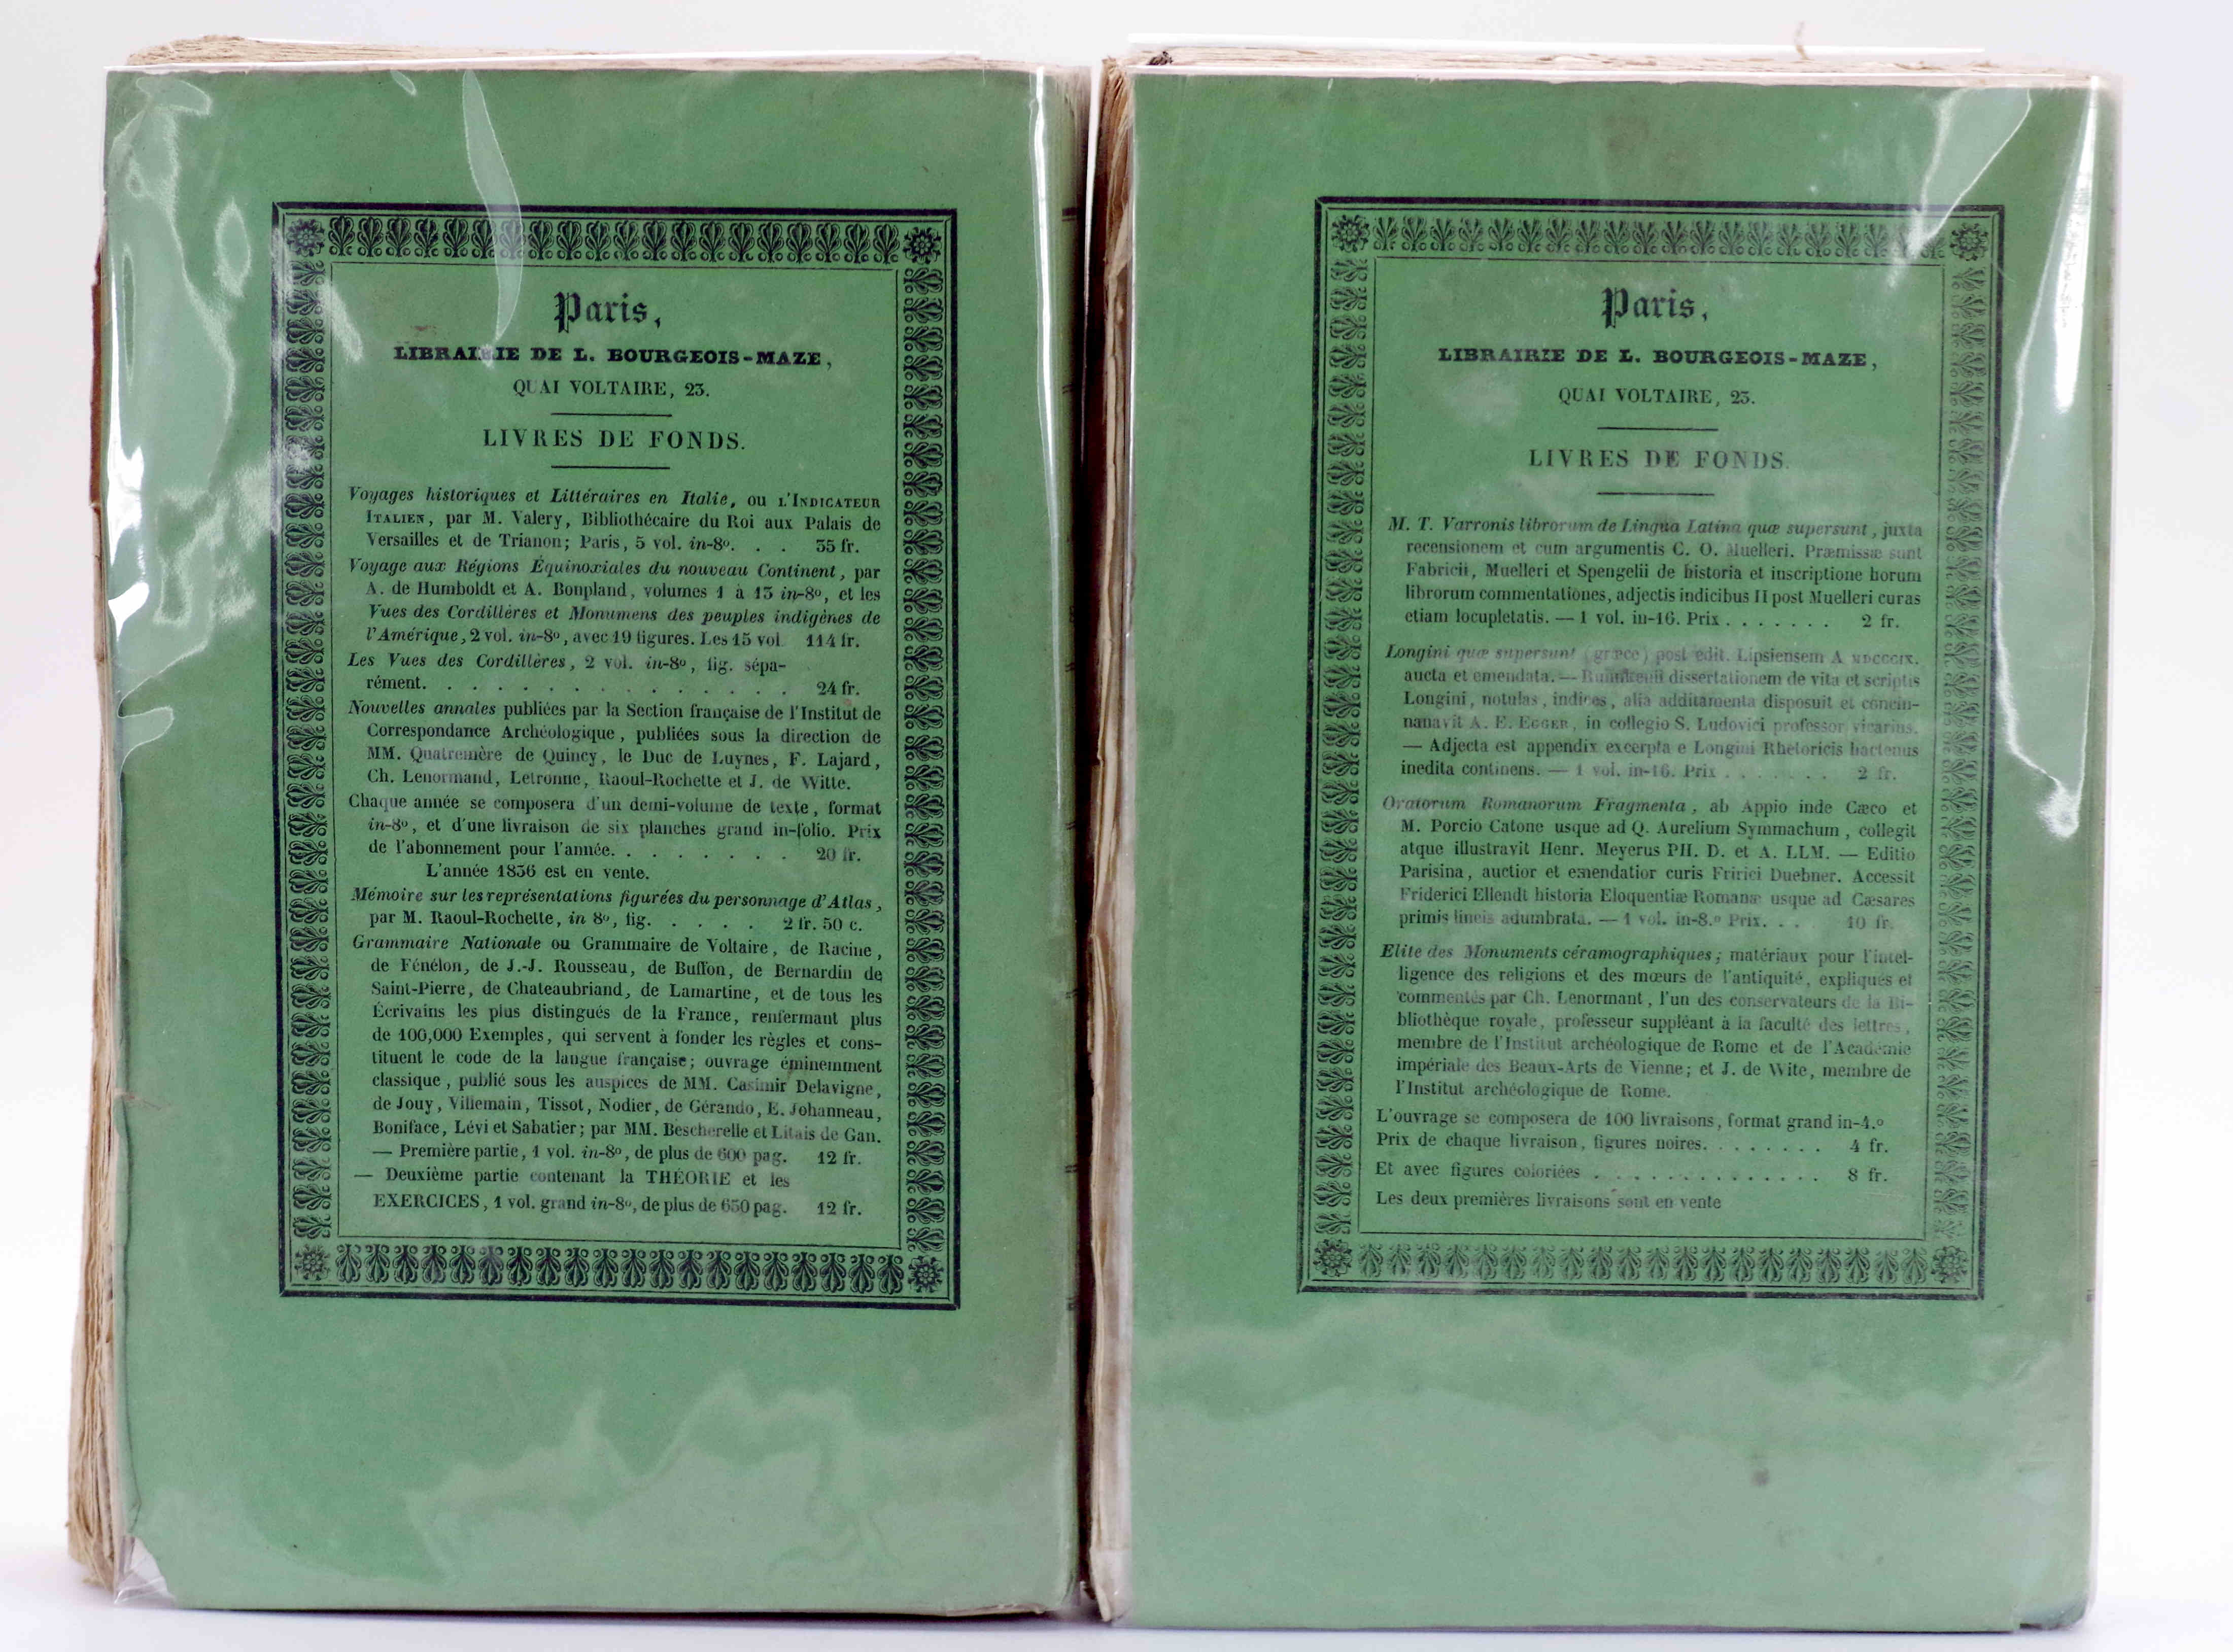 Paris,
LIBRAIRIE DE L. BOURGEOIS-MAZE,
QUAI VOLTAIRE, 23.
LIVRES DE FONDS.
Voyages historiques et Littéraires en Italie, ou L'INDICATEUR
ITALIEN, par M. Valery, Bibliothécaire du Roi aux Palais de
Versailles et de Trianon; Paris, 5 vol. in-8º. . . 35 fr.
Voyage aux Régions Équinoxiales du nouveau Continent, par
A. de Humboldt et A. Bonpland, volumes 1 à 13 in-8º, et les
Vues des Cordillères et Monumens des peuples indigènes de
l'Amérique, 2 vol. in-8º, avec 19 figures. Les 15 vol 114 fr.
Les Vues des Cordillères, 2 vol. in-8º, fig. sépa-
rément. . . . . . . . . . . . . . . 24 fr.
Nouvelles annales publiées par la Section française de l'Institut de
Correspondance Archéologique, publiées sous la direction de
MM. Quatremère de Quincy, le Duc de Luynes, F. Lajard,
Ch. Lenormand, Letronne, Raoul-Rochette et J. de Witte.
Chaque année se composera d'un demi-volume de texte, format
in-8º, et d'une livraison de six planches grand in-folio. Prix
de l'abonnement pour l'année. . . . . . . . 20 fr.
L'année 1836 est en vente.
Mémoire sur les représentations figurées du personnage d'Atlas,
par M. Raoul-Rochette, in 8º, fig. . . . . . 2 fr. 50 c.
Grammaire Nationale ou Grammaire de Voltaire, de Racine,
de Fénélon, de J.-J. Rousseau, de Buffon, de Bernardin de
Saint-Pierre, de Chateaubriand, de Lamartine, et de tous les
Écrivains les plus distingués de la France, renfermant plus
de 100,000 Exemples, qui servent à fonder les règles et cons-
tituent le code de la langue française; ouvrage éminemment
classique, publié sous les auspices de MM. Casimir Delavigne,
de Jouy, Villemain, Tissot, Nodier, de Gérando, E. Johanneau,
Boniface, Lévi et Sabatier; par MM. Bescherelle et Litais de Gau.
— Première partie, 1 vol. in-8º, de plus de 600 pag. 12 fr.
— Deuxième partie contenant la THÉORIE et les
EXERCICES, 1 vol. grand in-8º, de plus de 650 pag. 12 fr.
Paris,
LIBRAIRIE DE L. BOURGEOIS-MAZE,
QUAI VOLTAIRE, 23.
LIVRES DE FONDS.
M. T. Varronis librorum de Lingua Latina quæ supersunt, juxta
recensionem et cum argumentis C. O. Muelleri. Præmissæ sunt
Fabricii, Muelleri et Spengelii de historia et inscriptione horum
librorum commentationes, adjectis indicibus II post Muelleri curas
etiam locupletatis. — 1 vol. in-16. Prix . . . . . . . 2 fr.
Longini quæ supersunt (græce) post edit. Lipsiensem A MDCCCIX.
aucta et emendata. — Ruhnkenii dissertationem de vita et scriptis
Longini, notulas, indices, alia additamenta disposuit et concin-
nanavit A. E. EGGER, in collegio S. Ludovici professor vicarius.
— Adjecta est appendix excerpta e Longini Rhetoricis hactenus
inedita continens. — 1 vol. in-16. Prix . . . . . . . 2 fr.
Oratorum Romanorum Fragmenta, ab Appio inde Cæco et
M. Porcio Catone usque ad Q. Aurelium Symmachum, collegit
atque illustravit Henr. Meyerus PH. D. et A. LLM. — Editio
Parisina, auctior et emendatior curis Fririci Duebner. Accessit
Friderici Ellendt historia Eloquentiæ Romanæ usque ad Cæsares
primis lineis adumbrata. — 1 vol. in-8.º Prix. . . . 10 fr.
Elite des Monuments céramographiques; matériaux pour l'intel-
ligence des religions et des mœurs de l'antiquité, expliqués et
commentés par Ch. Lenormant, l'un des conservateurs de la Bi-
bliothèque royale, professeur suppléant à la faculté des lettres,
membre de l'Institut archéologique de Rome et de l'Académie
impériale des Beaux-Arts de Vienne; et J. de Wite, membre de
l'Institut archéologique de Rome.
L'ouvrage se composera de 100 livraisons, format grand in-4.º
Prix de chaque livraison, figures noires. . . . . . . . 4 fr.
Et avec figures coloriées . . . . . . . . . . . . . . 8 fr.
Les deux premières livraisons sont en vente